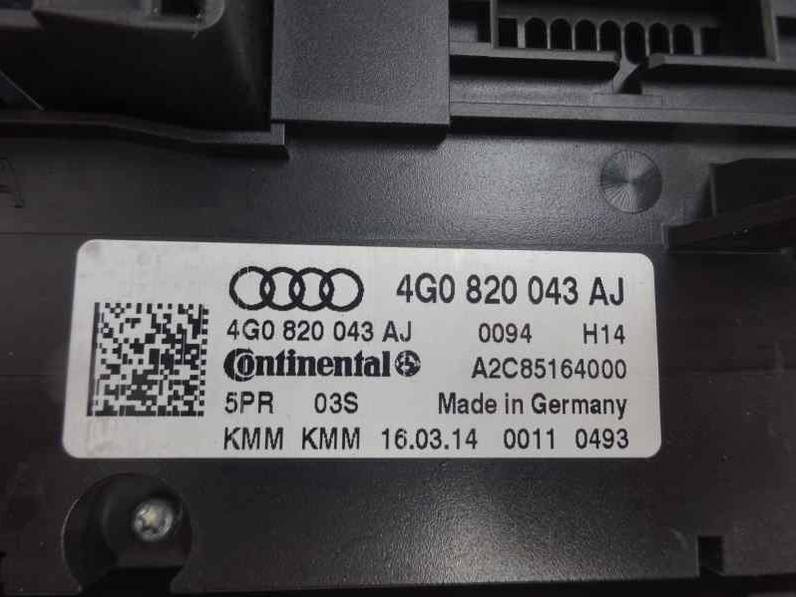 4G0 820 043 AJ
4G0 820 043 AJ 0094 H14
Continental A2C85164000
5PR 03S Made in Germany
KMM KMM 16.03.14 0011 0493